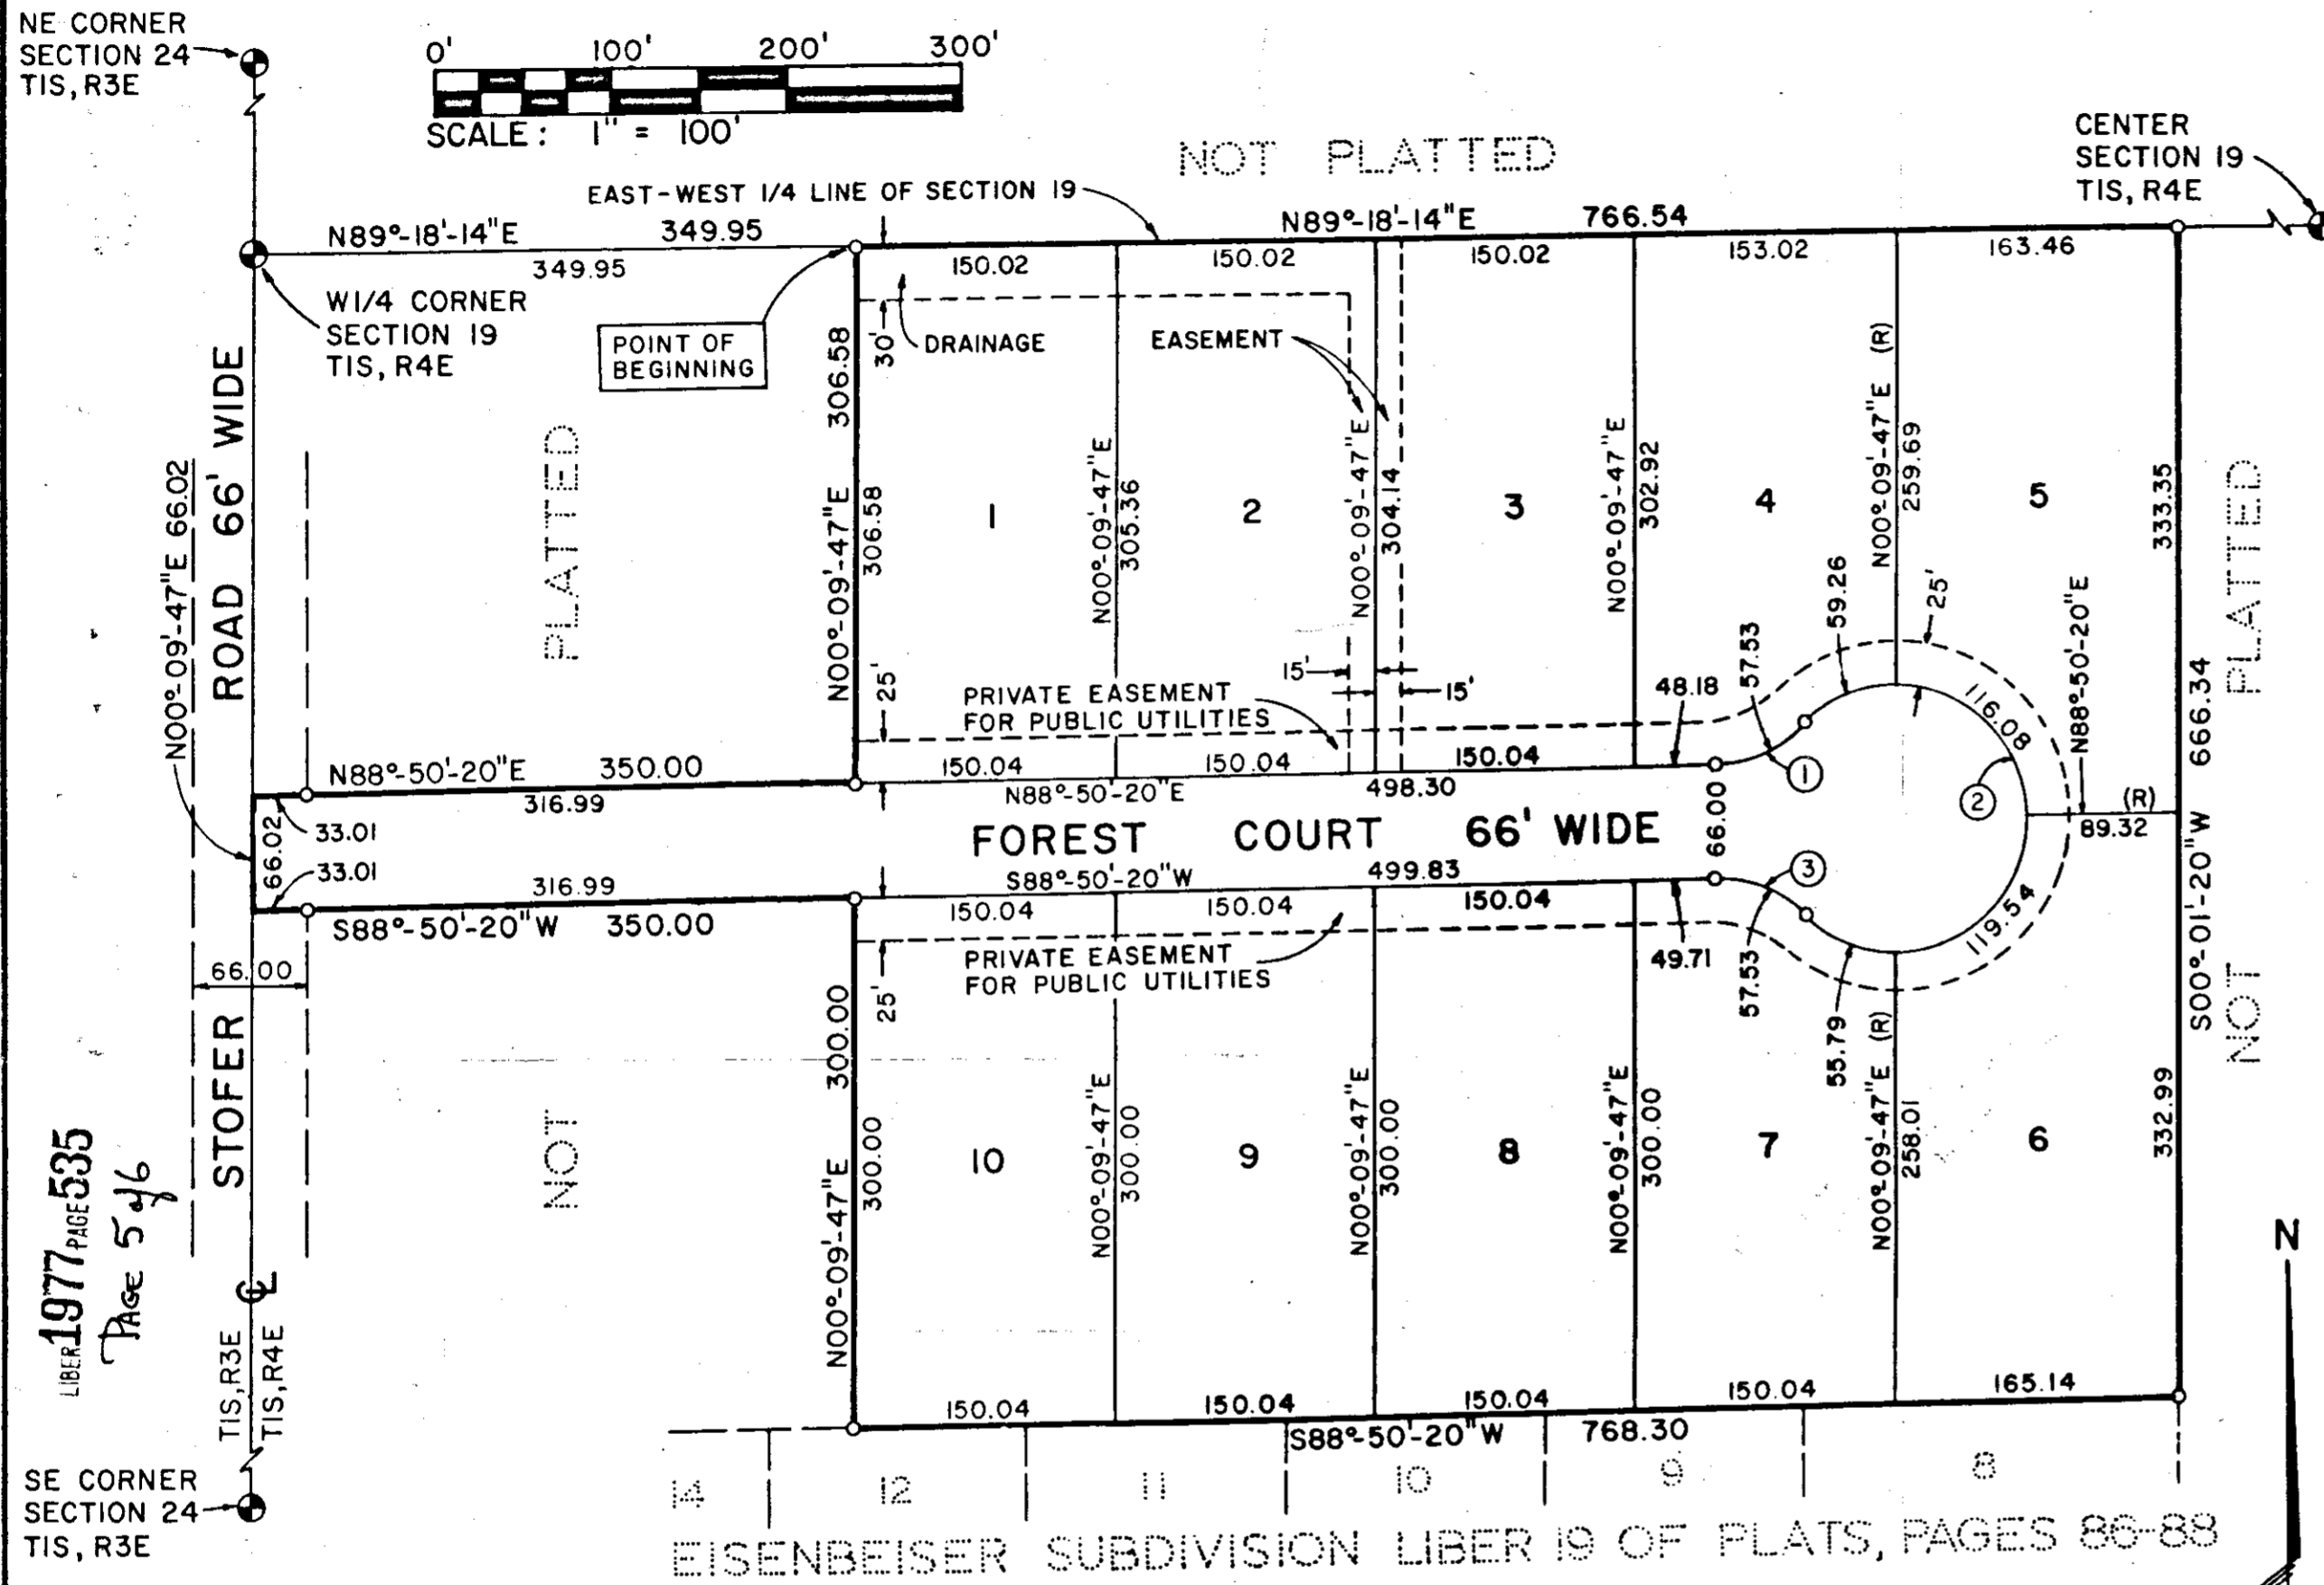 NE CORNER
SECTION 24
T1S, R3E
0' 100' 200' 300'
SCALE: 1" = 100'
NOT PLATTED
CENTER
SECTION 19
T1S, R4E
EAST-WEST 1/4 LINE OF SECTION 19
N89°-18'-14"E 349.95
349.95
N89°-18'-14"E 766.54
150.02
150.02
150.02
153.02
163.46
W1/4 CORNER
SECTION 19
T1S, R4E
POINT OF
BEGINNING
30'
DRAINAGE
EASEMENT
N00°-09'-47"E 306.58
306.58
N00°-09'-47"E
305.36
N00°-09'-47"E
304.14
N00°-09'-47"E
302.92
N00°-09'-47"E (R)
259.69
333.35
1
2
3
4
5
PLATTED
NOT
N00°-09'-47"E 66.02
STOFER ROAD 66' WIDE
25'
PRIVATE EASEMENT
FOR PUBLIC UTILITIES
15'
15'
48.18
57.53
59.26
25'
116.08
N88°-50'-20"E
(R)
89.32
1
2
3
N88°-50'-20"E 350.00
316.99
33.01
66.02
33.01
316.99
S88°-50'-20"W 350.00
66.00
150.04
150.04
150.04
N88°-50'-20"E
498.30
FOREST COURT 66' WIDE
66.00
S88°-50'-20"W
499.83
150.04
150.04
150.04
49.71
57.53
55.79
119.54
25'
PRIVATE EASEMENT
FOR PUBLIC UTILITIES
S00°-01'-20"W 666.34
NOT PLATTED
N00°-09'-47"E 300.00
300.00
N00°-09'-47"E
300.00
N00°-09'-47"E
300.00
N00°-09'-47"E
300.00
N00°-09'-47"E (R)
258.01
332.99
10
9
8
7
6
150.04
150.04
150.04
150.04
165.14
S88°-50'-20"W 768.30
LIBER 1977 PAGE 535
PAGE 5 of 6
CL
T1S,R3E
T1S,R4E
SE CORNER
SECTION 24
T1S, R3E
14
12
11
10
9
8
EISENBEISER SUBDIVISION LIBER 19 OF PLATS, PAGES 86-88
N